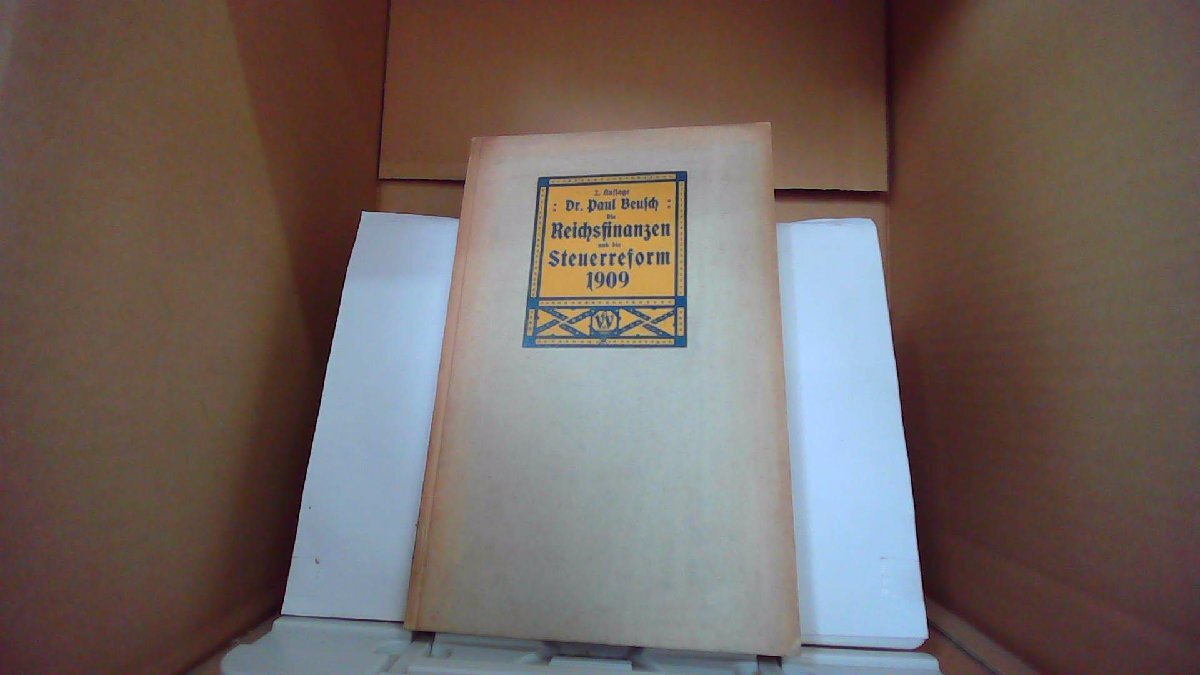 2. Auflage
: Dr. Paul Beusch :
Die
Reichsfinanzen
und die
Steuerreform
1909